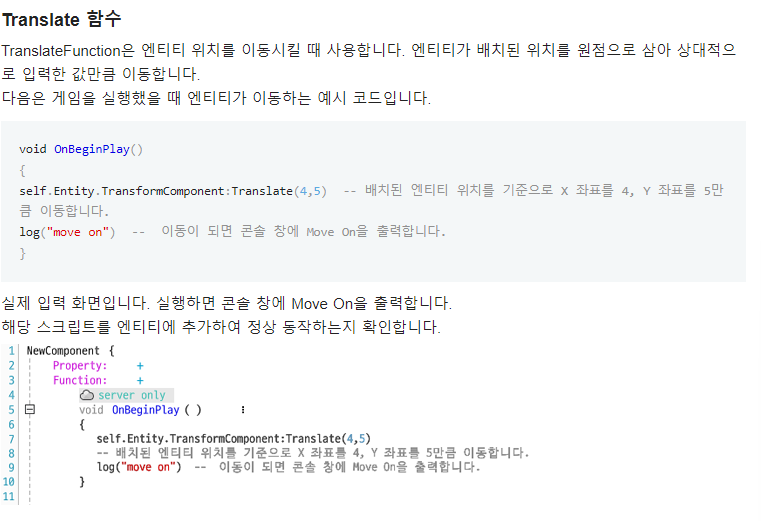 Translate 함수
TranslateFunction은 엔티티 위치를 이동시킬 때 사용합니다. 엔티티가 배치된 위치를 원점으로 삼아 상대적으
로 입력한 값만큼 이동합니다.
다음은 게임을 실행했을 때 엔티티가 이동하는 예시 코드입니다.
void OnBeginPlay()
{
self.Entity.TransformComponent:Translate(4,5)  -- 배치된 엔티티 위치를 기준으로 X 좌표를 4, Y 좌표를 5만
큼 이동합니다.
log("move on")  --  이동이 되면 콘솔 창에 Move On을 출력합니다.
}
실제 입력 화면입니다. 실행하면 콘솔 창에 Move On을 출력합니다.
해당 스크립트를 엔티티에 추가하여 정상 동작하는지 확인합니다.
1 NewComponent {
2 Property: +
3 Function: +
4 server only
5 void OnBeginPlay ( )
6 {
7 self.Entity.TransformComponent:Translate(4,5)
8 -- 배치된 엔티티 위치를 기준으로 X 좌표를 4, Y 좌표를 5만큼 이동합니다.
9 log("move on")  --  이동이 되면 콘솔 창에 Move On을 출력합니다.
10 }
11